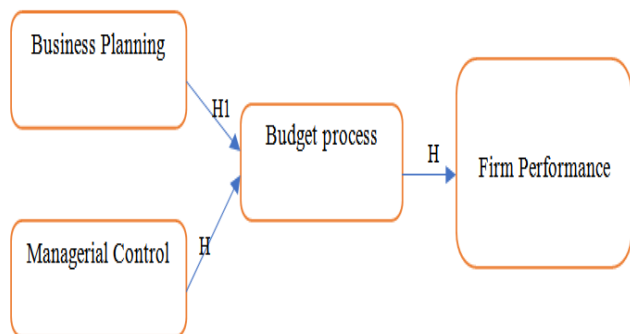 Business Planning
H1
Budget process
H
Firm Performance
H
Managerial Control